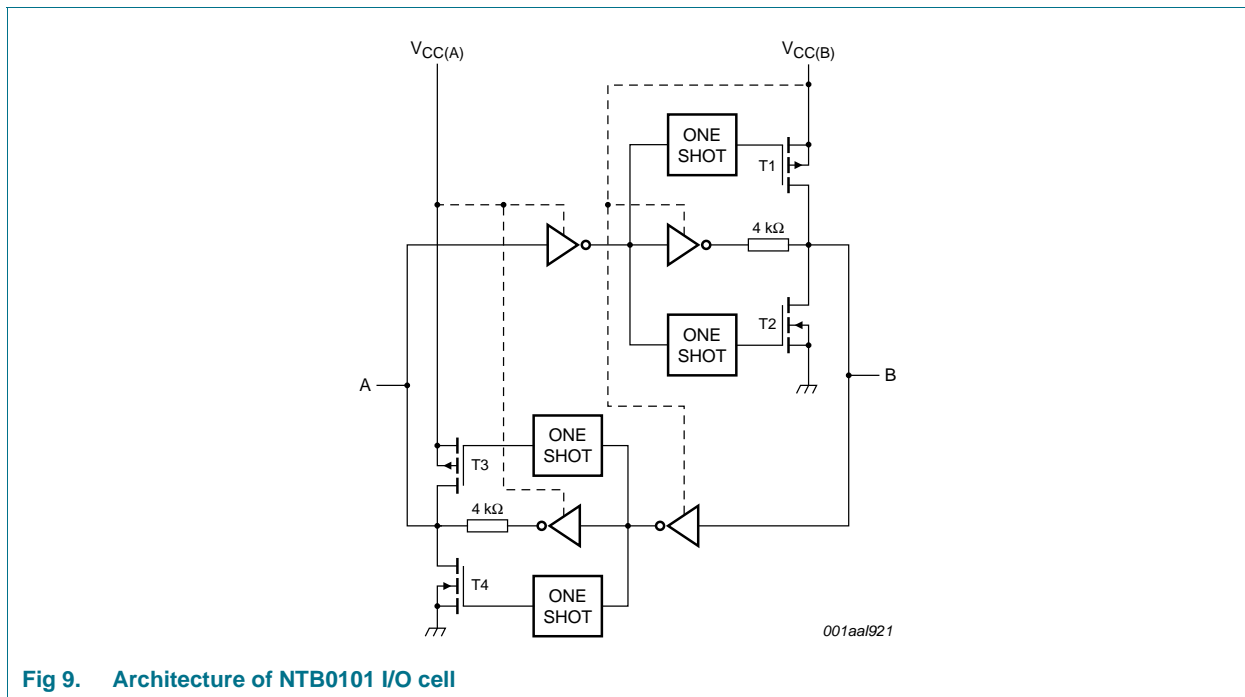 VCC(A)
VCC(B)
ONE
SHOT
T1
4 kΩ
ONE
SHOT
T2
A
B
ONE
SHOT
T3
4 kΩ
T4
ONE
SHOT
001aal921
Fig 9. Architecture of NTB0101 I/O cell